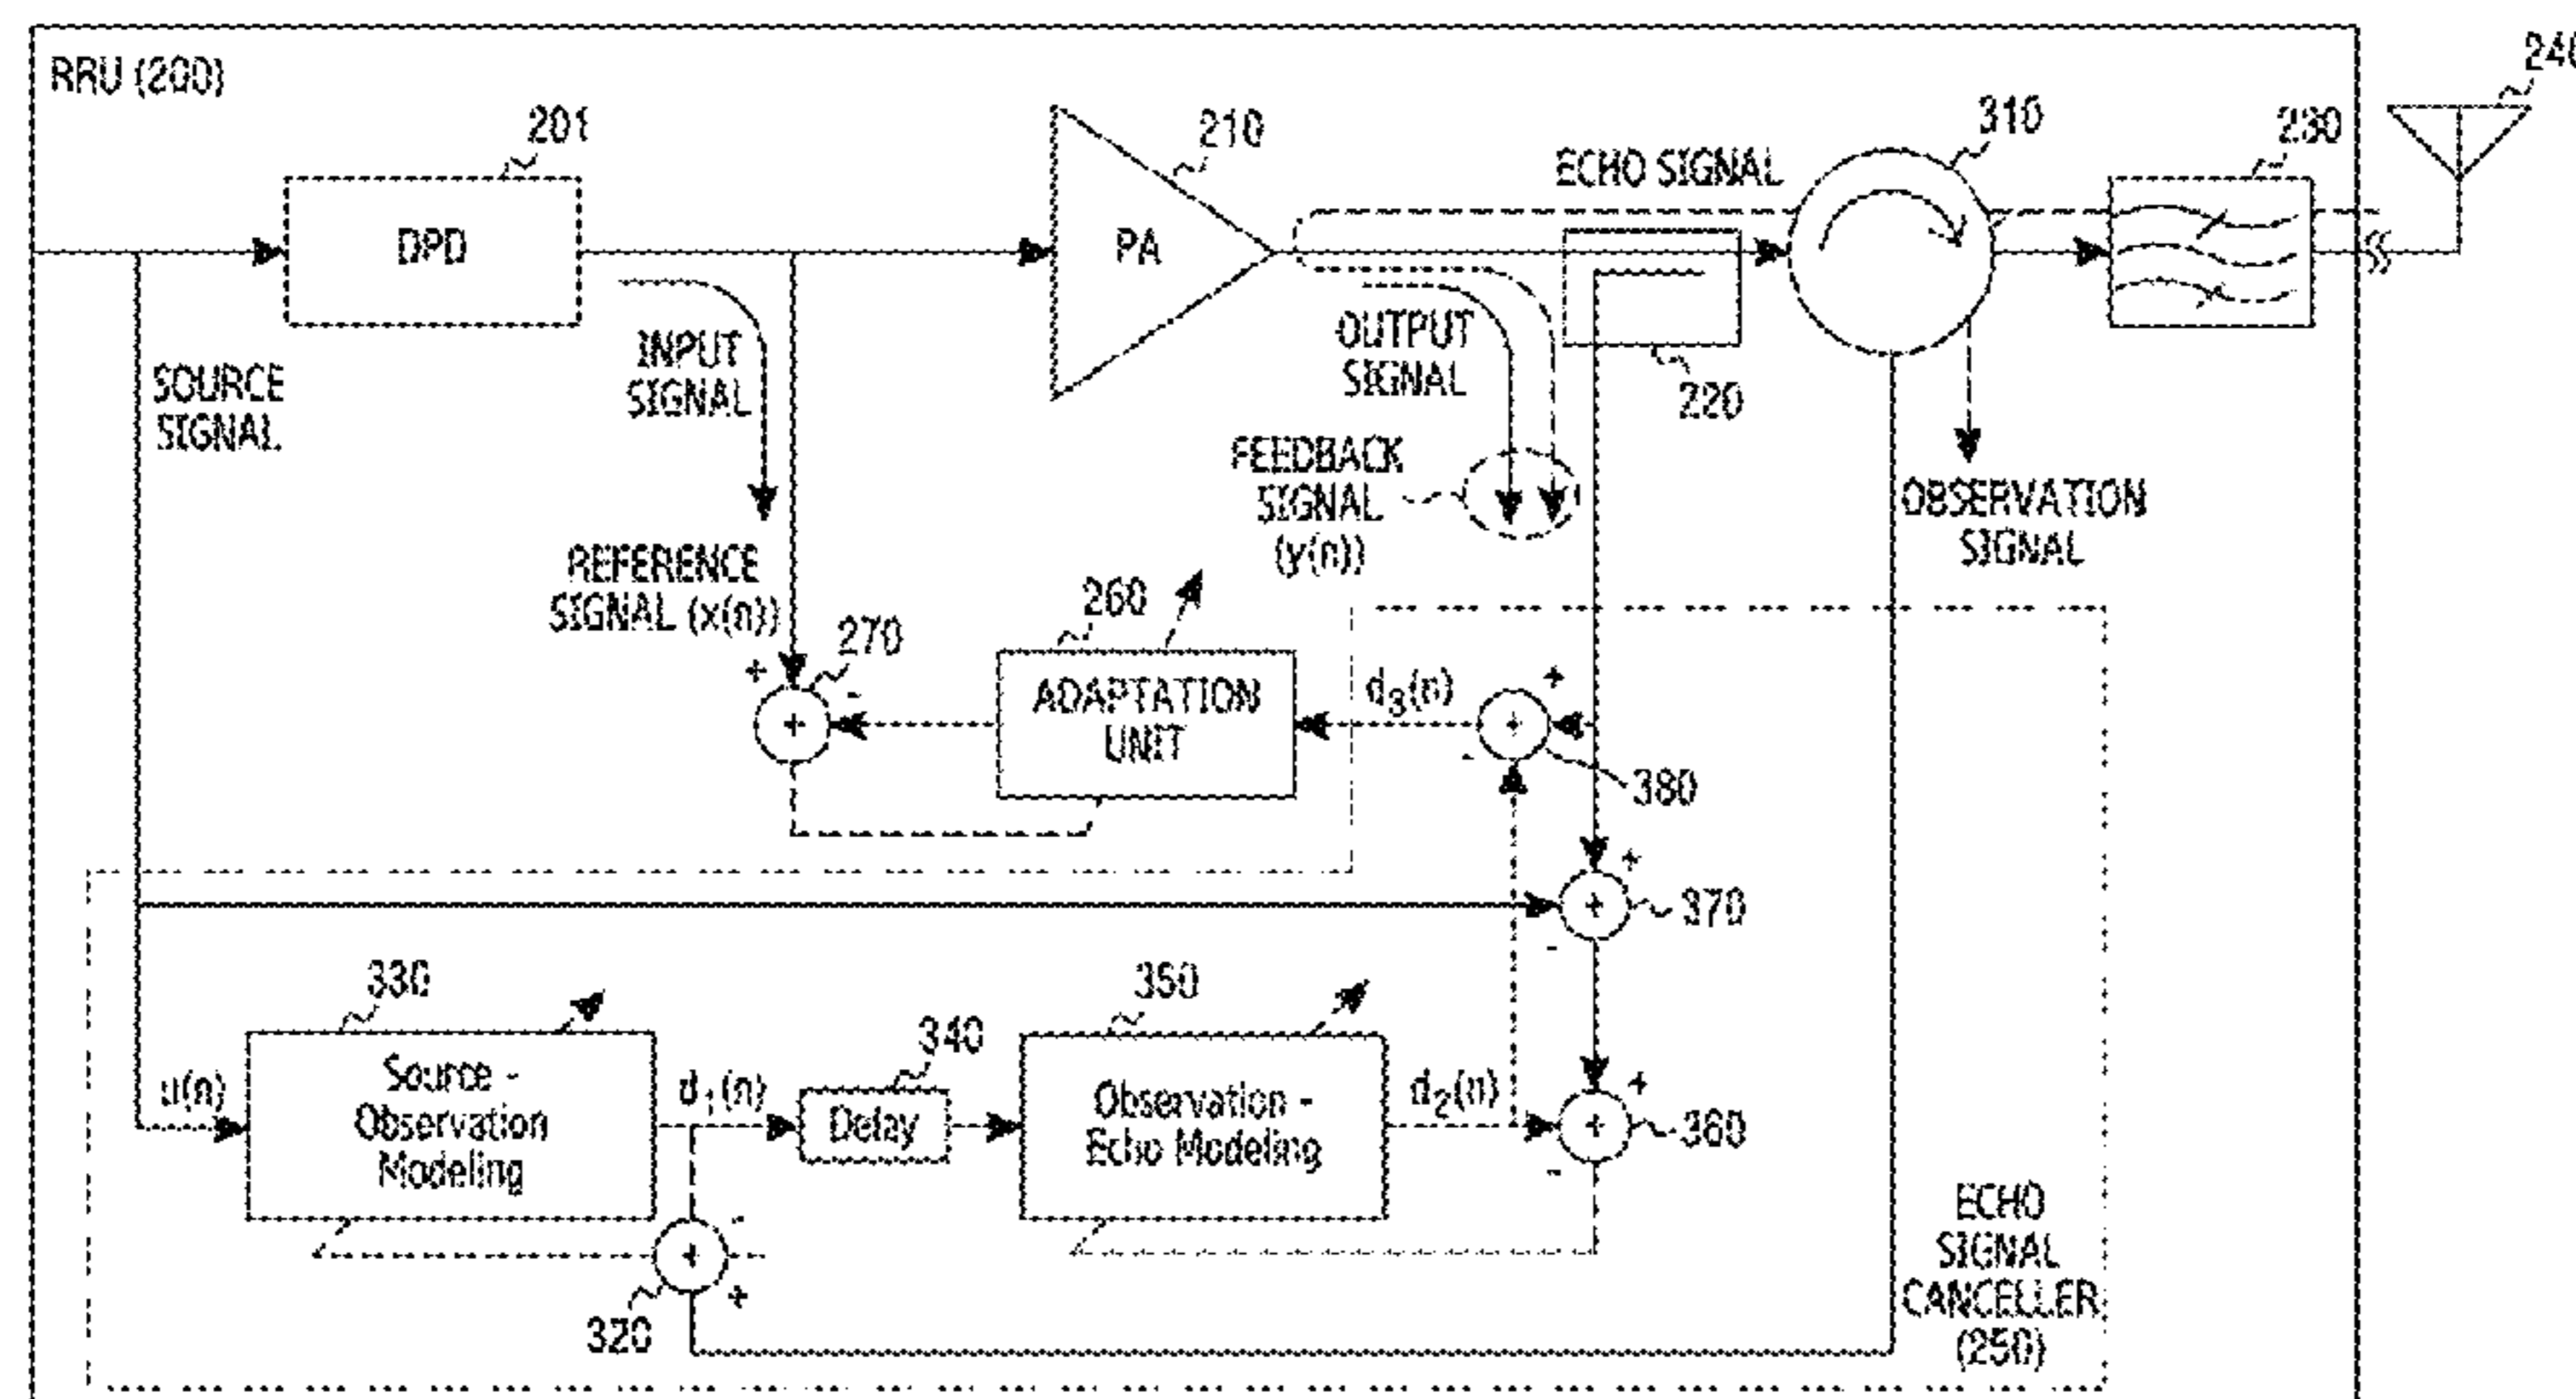 RRU (200)
201
DPD
210
PA
ECHO SIGNAL
310
230
240
SOURCE
SIGNAL
INPUT
SIGNAL
OUTPUT
SIGNAL
220
FEEDBACK
SIGNAL
(y(n))
OBSERVATION
SIGNAL
REFERENCE
SIGNAL (x(n))
270
+
-
260
ADAPTATION
UNIT
d3(n)
+
+
-
+
380
+
+
370
-
330
u(n)
Source -
Observation
Modeling
d1(n)
340
Delay
350
Observation -
Echo Modeling
d2(n)
+
+
360
-
-
+
+
320
ECHO
SIGNAL
CANCELLER
(250)